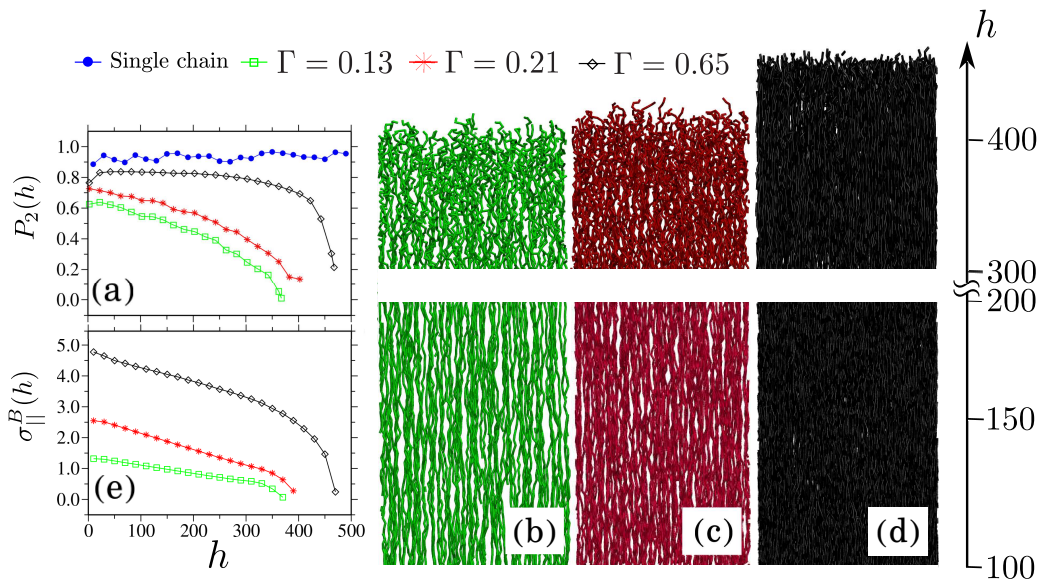 Single chain Γ = 0.13 Γ = 0.21 Γ = 0.65
h
P₂(h)
1.0
0.8
0.6
0.4
0.2
0.0
(a)
σ∥ᴮ(h)
5.0
4.0
3.0
2.0
1.0
0.0
(e)
0 100 200 300 400 500
h
(b)
(c)
(d)
400
300
200
150
100